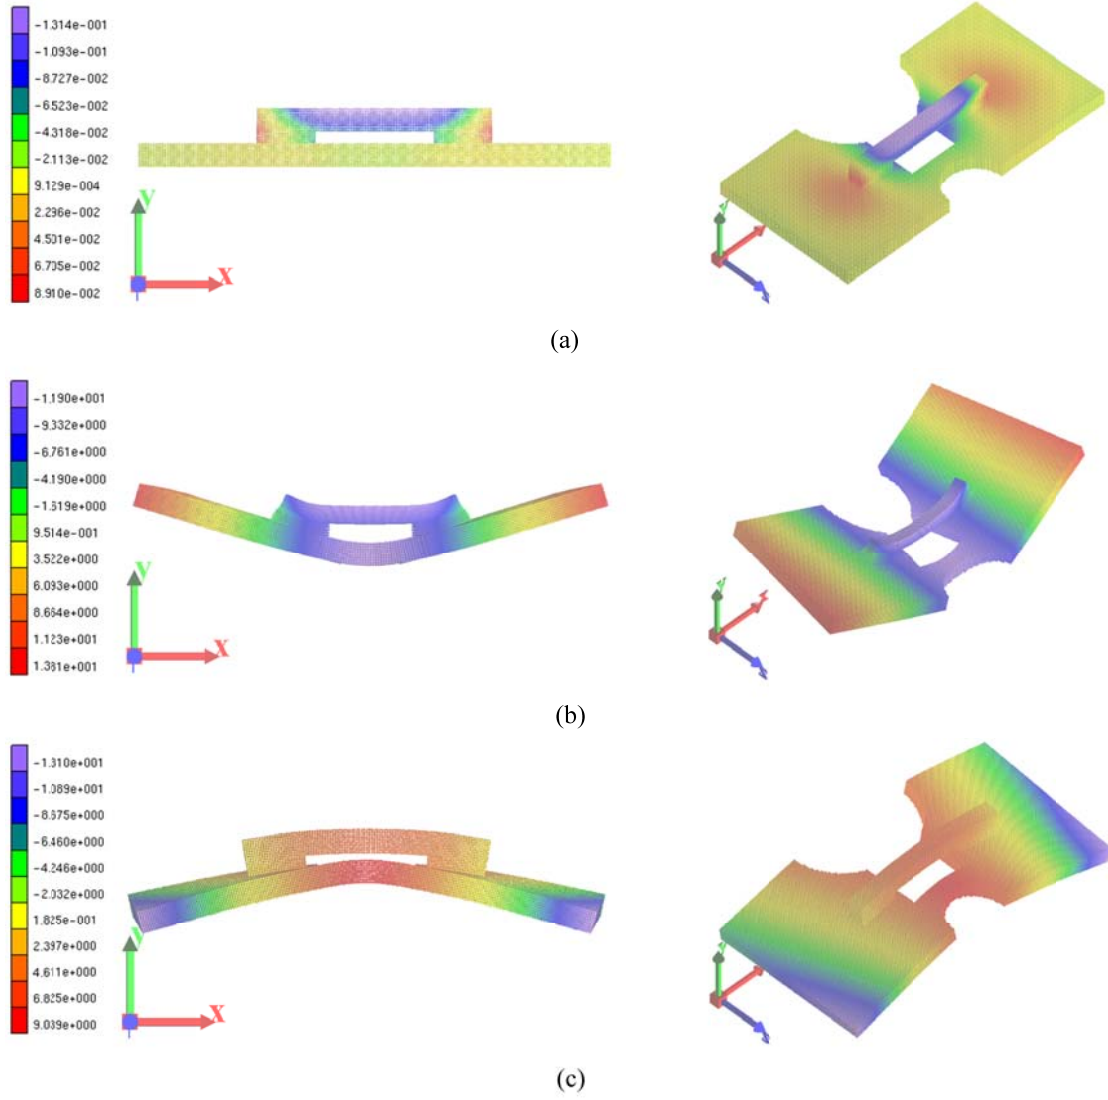 -1.314e-001
-1.093e-001
-8.727e-002
-6.523e-002
-4.318e-002
-2.113e-002
9.129e-004
2.236e-002
4.501e-002
6.705e-002
8.910e-002
y
x
y
z
(a)
-1.190e+001
-9.332e+000
-6.761e+000
-4.190e+000
-1.519e+000
9.514e-001
3.522e+000
6.093e+000
8.664e+000
1.123e+001
1.381e+001
y
x
y
x
z
(b)
-1.310e+001
-1.089e+001
-8.675e+000
-6.460e+000
-4.246e+000
-2.032e+000
1.825e-001
2.397e+000
4.611e+000
6.825e+000
9.039e+000
y
x
y
z
(c)